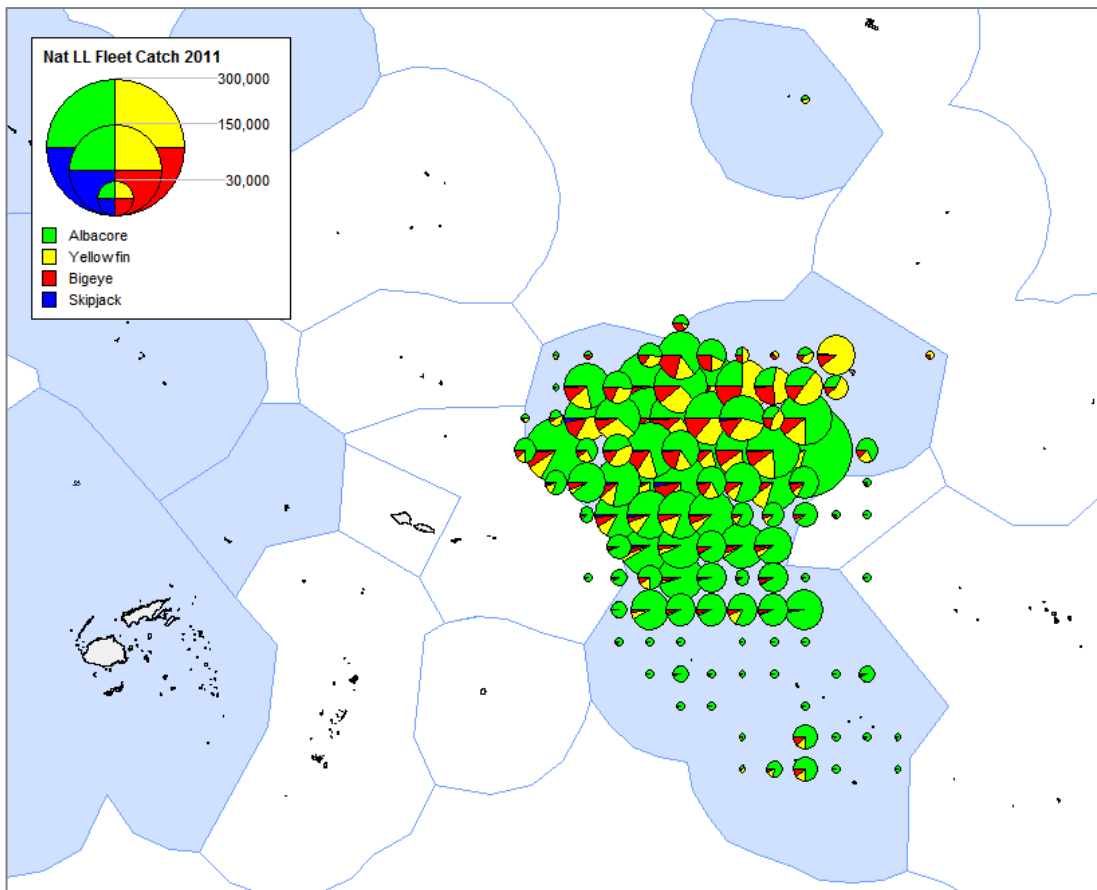 Nat LL Fleet Catch 2011
300,000
150,000
30,000
Albacore
Yellowfin
Bigeye
Skipjack